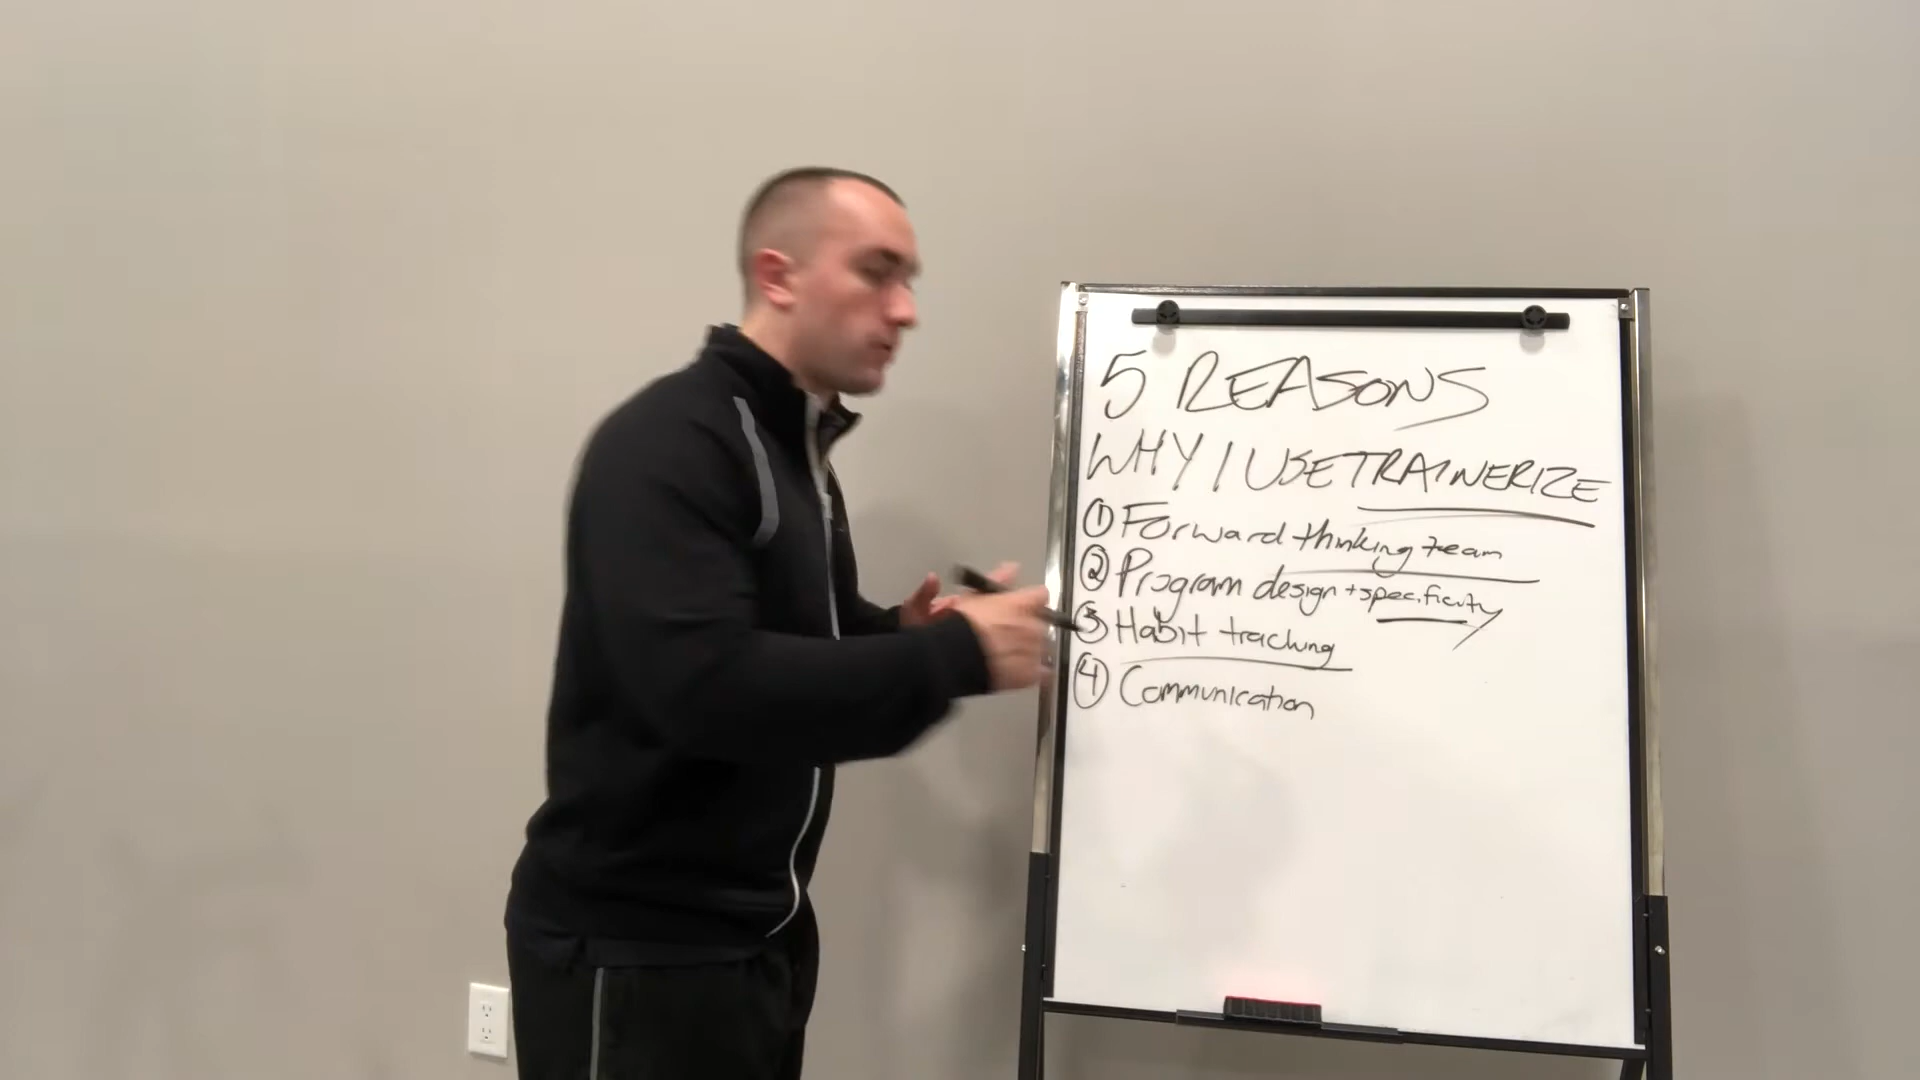 5 REASONS
WHY I USE TRAINERIZE
① Forward thinking team
② Program design + specificity
③ Habit tracking
④ Communication